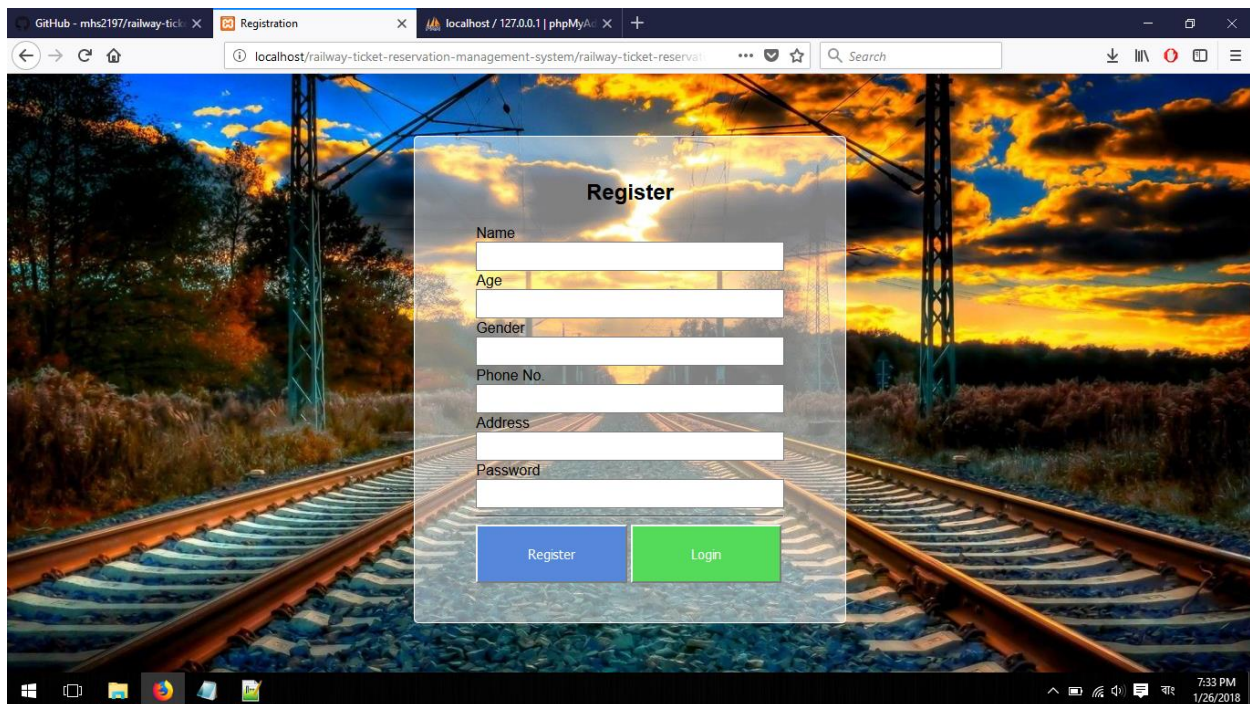 GitHub - mhs2197/railway-tick
Registration
localhost / 127.0.0.1 | phpMyAd
localhost/railway-ticket-reservation-management-system/railway-ticket-reservati
Search
Register
Name
Age
Gender
Phone No.
Address
Password
Register
Login
বাং
7:33 PM
1/26/2018